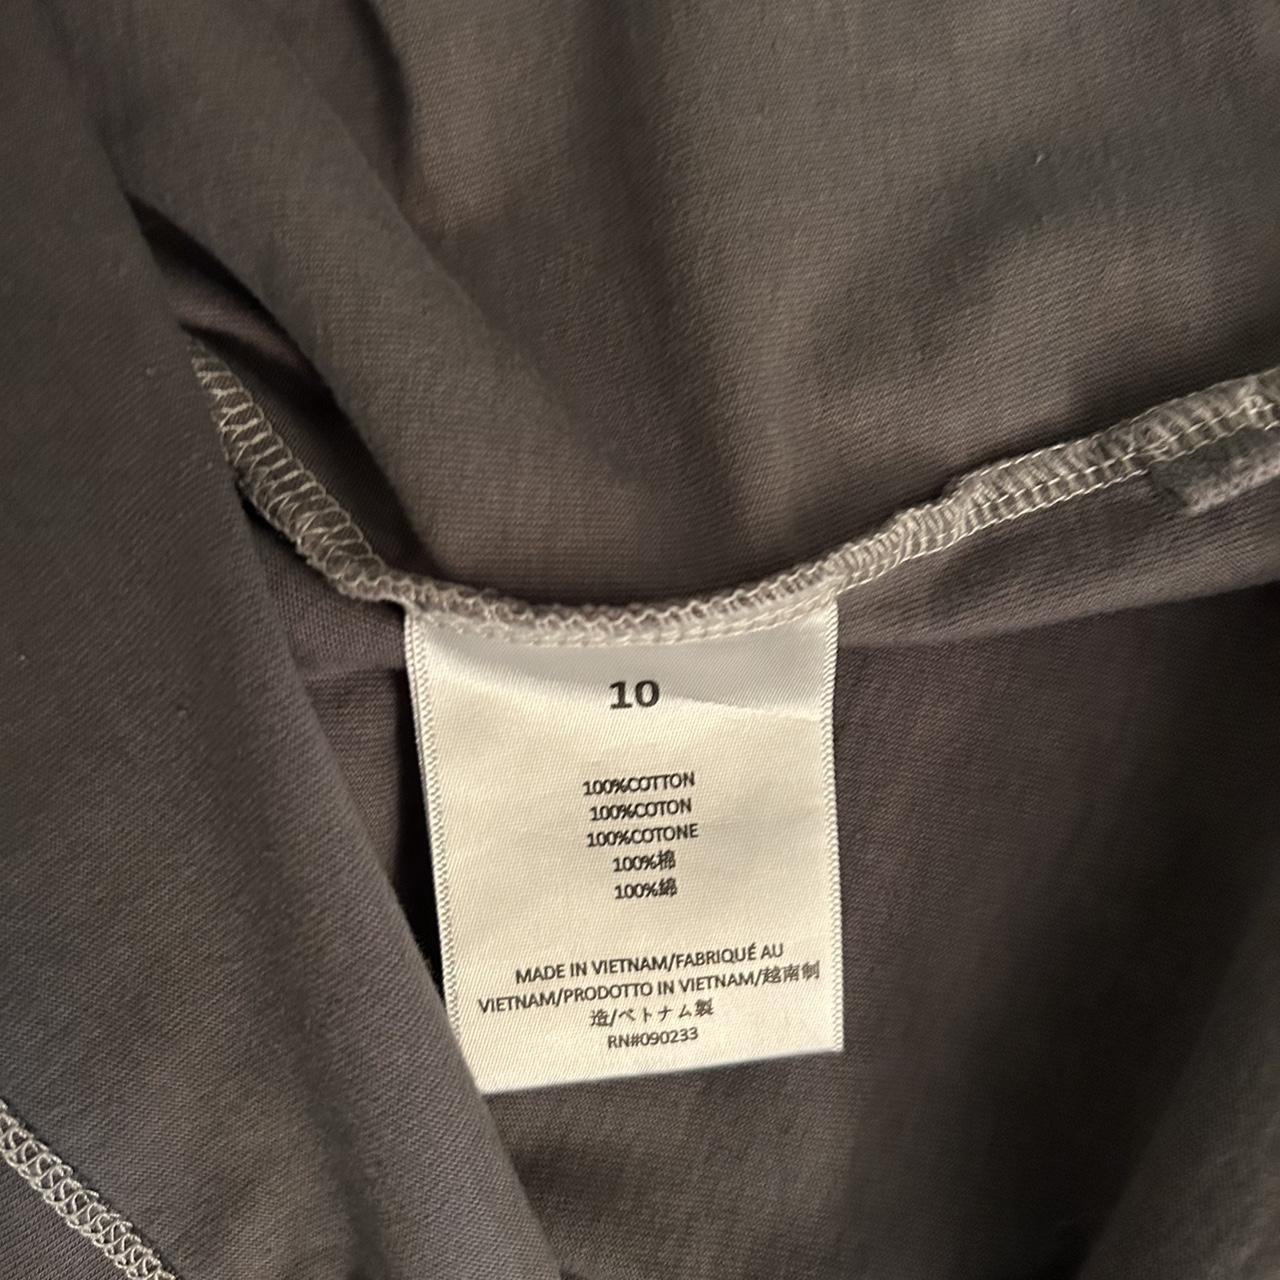 10
100%COTTON
100%COTON
100%COTONE
100%棉
100%綿
MADE IN VIETNAM/FABRIQUÉ AU
VIETNAM/PRODOTTO IN VIETNAM/越南制
造/ベトナム製
RN#090233